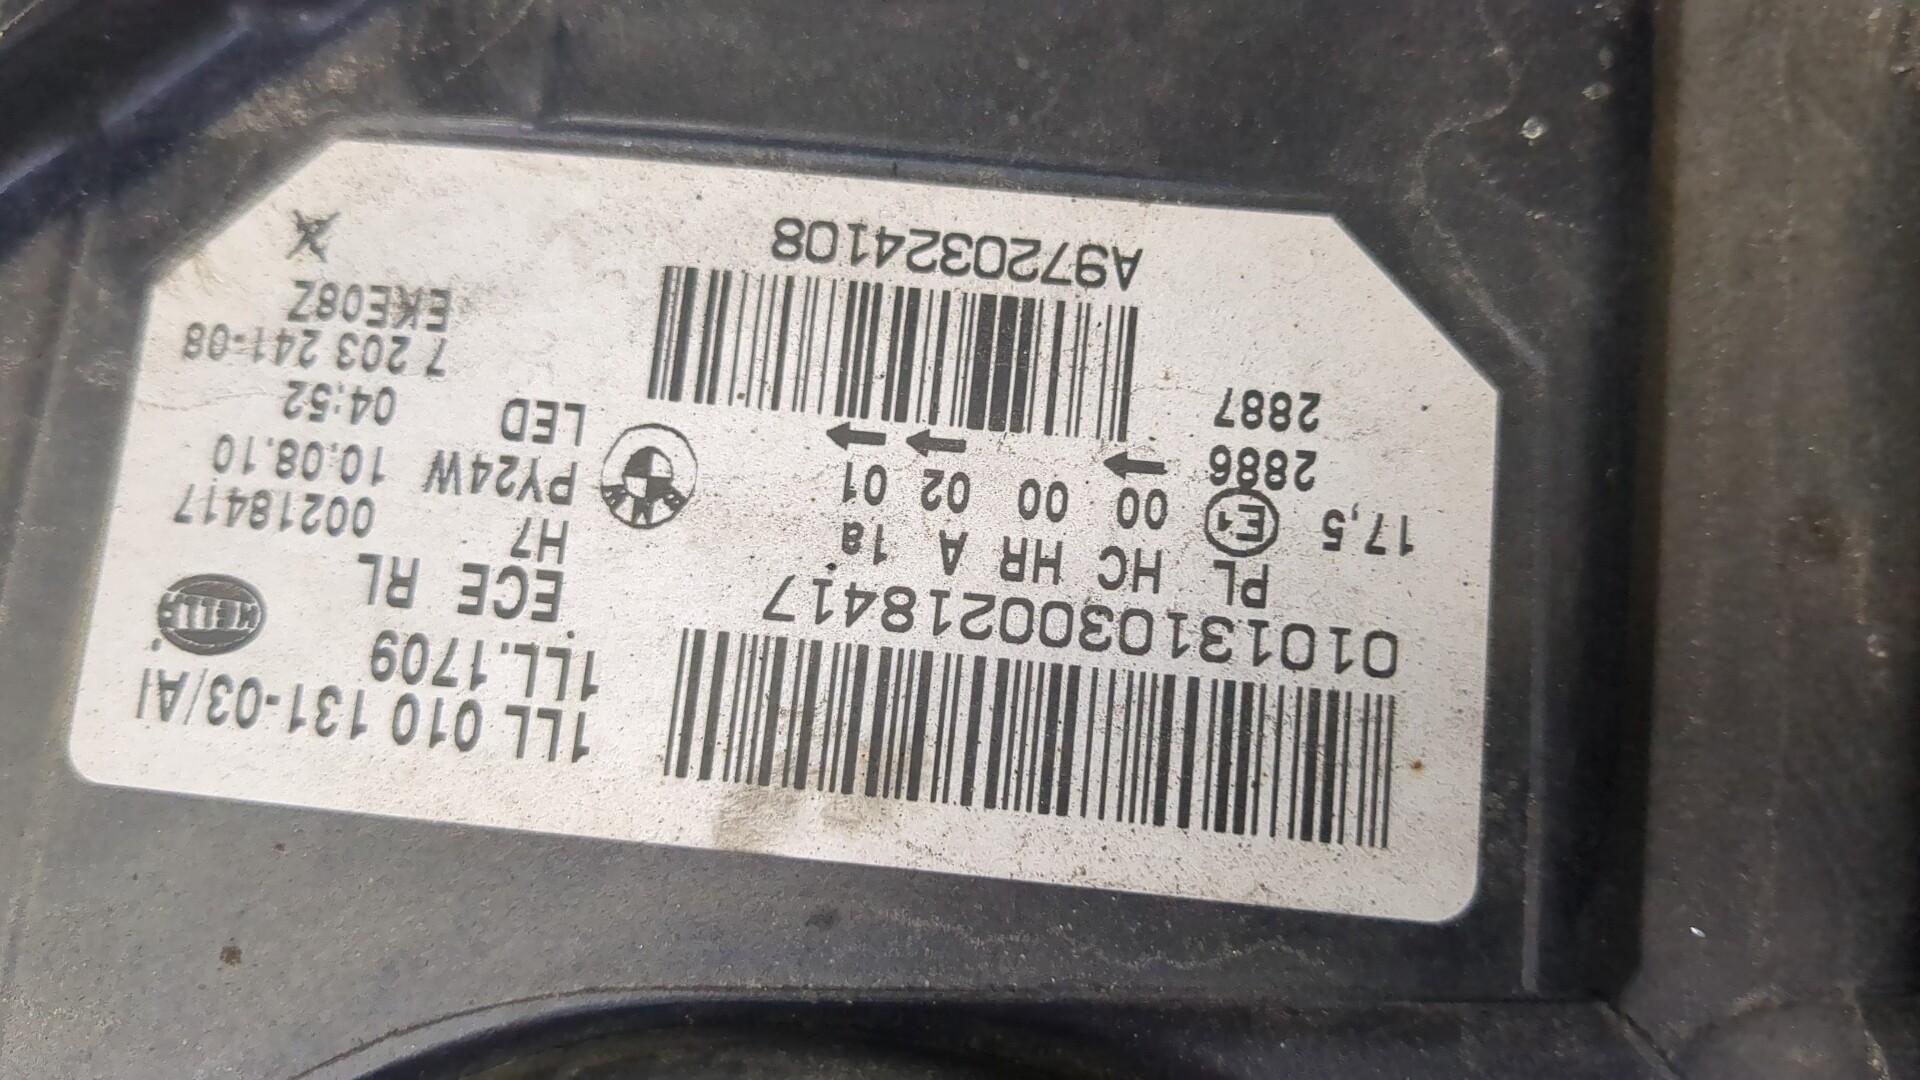 1LL 010 131-03/AI
1LL.1709
ECE RL
HELLA
H7 00218417
PY24W 10.08.10
LED 04:52
7 203 241-08
EKE08Z
0101310300218417
PL HC HR A 1a
17,5 E1 00 00 02 01
2886
2887
BMW
A9720324108